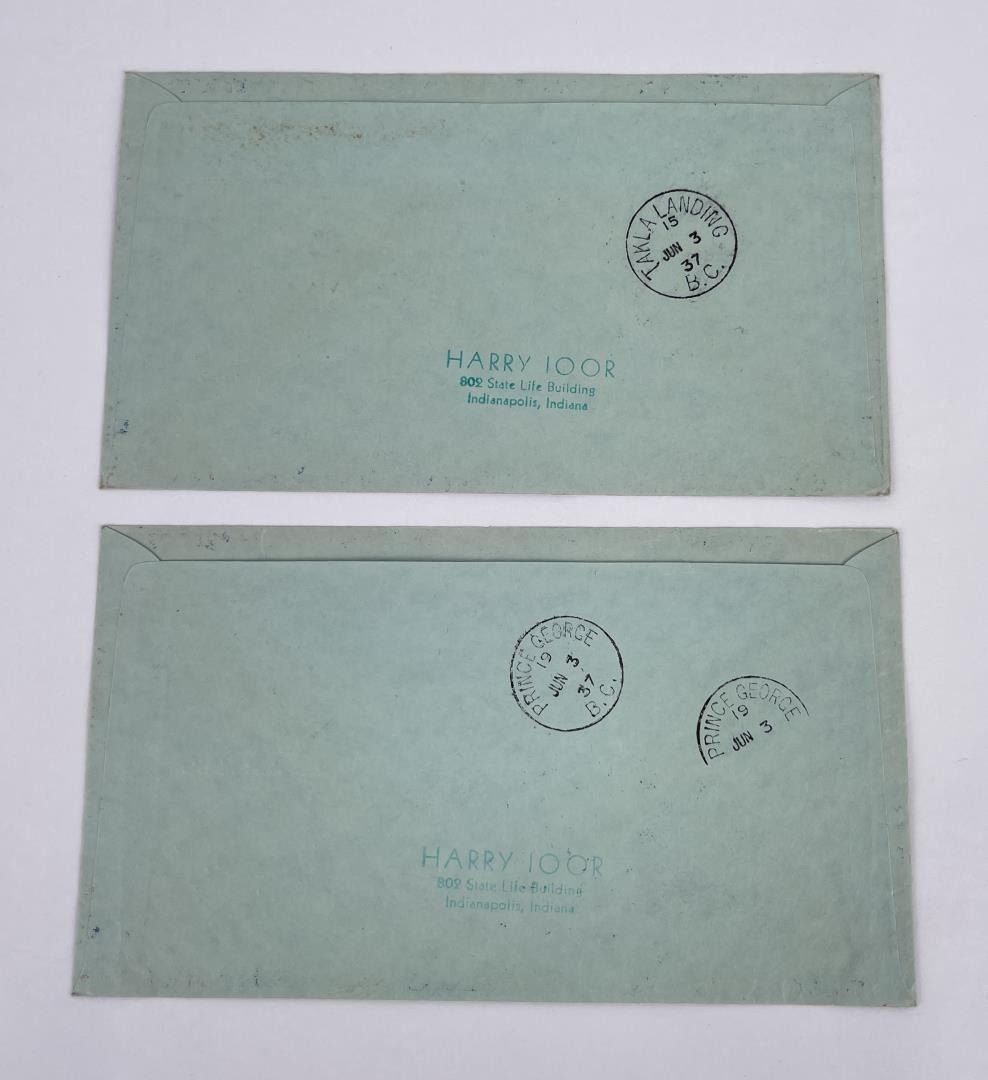 TAKLA LANDING
15
JUN 3
37
B.C.
HARRY IOOR
802 State Life Building
Indianapolis, Indiana
PRINCE GEORGE
19
JUN 3
37
B.C.
PRINCE GEORGE
19
JUN 3
HARRY IOOR
802 State Life Building
Indianapolis, Indiana